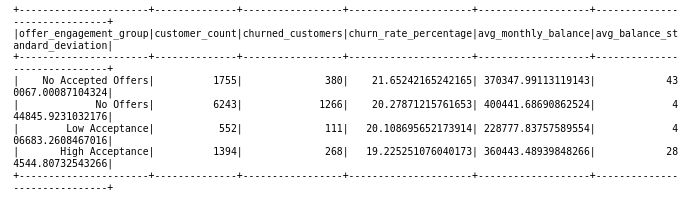 +----------------------+--------------+-----------------+---------------------+-------------------+--------------
----------------+
|offer_engagement_group|customer_count|churned_customers|churn_rate_percentage|avg_monthly_balance|avg_balance_st
andard_deviation|
+----------------------+--------------+-----------------+---------------------+-------------------+--------------
----------------+
|    No Accepted Offers|          1755|              380|    21.65242165242165| 370347.99113119143|            43
0067.00087104324|
|             No Offers|          6243|             1266|    20.27871215761653| 400441.68690862524|             4
44845.9231032176|
|        Low Acceptance|           552|              111|   20.108695652173914| 228777.83757589554|             4
06683.2608467016|
|       High Acceptance|          1394|              268|   19.225251076040173| 360443.48939848266|            28
4544.80732543266|
+----------------------+--------------+-----------------+---------------------+-------------------+--------------
----------------+